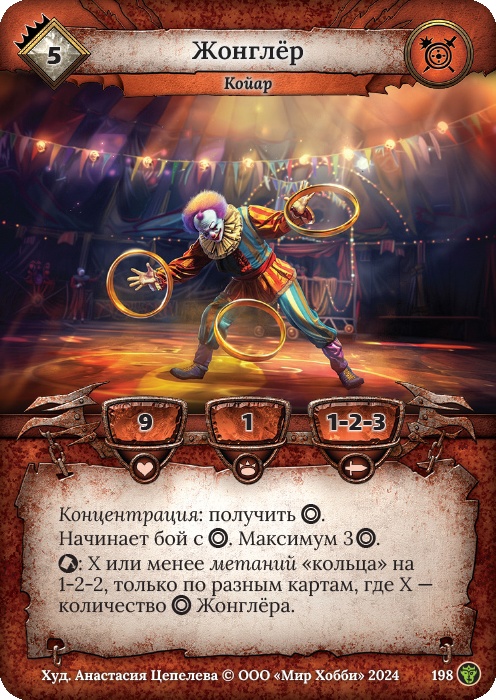 5
Жонглёр
Койар
9
1
1-2-3
Концентрация: получить .
Начинает бой с . Максимум 3.
: X или менее метаний «кольца» на
1-2-2, только по разным картам, где X —
количество Жонглёра.
Худ. Анастасия Цепелева © ООО «Мир Хобби» 2024
198